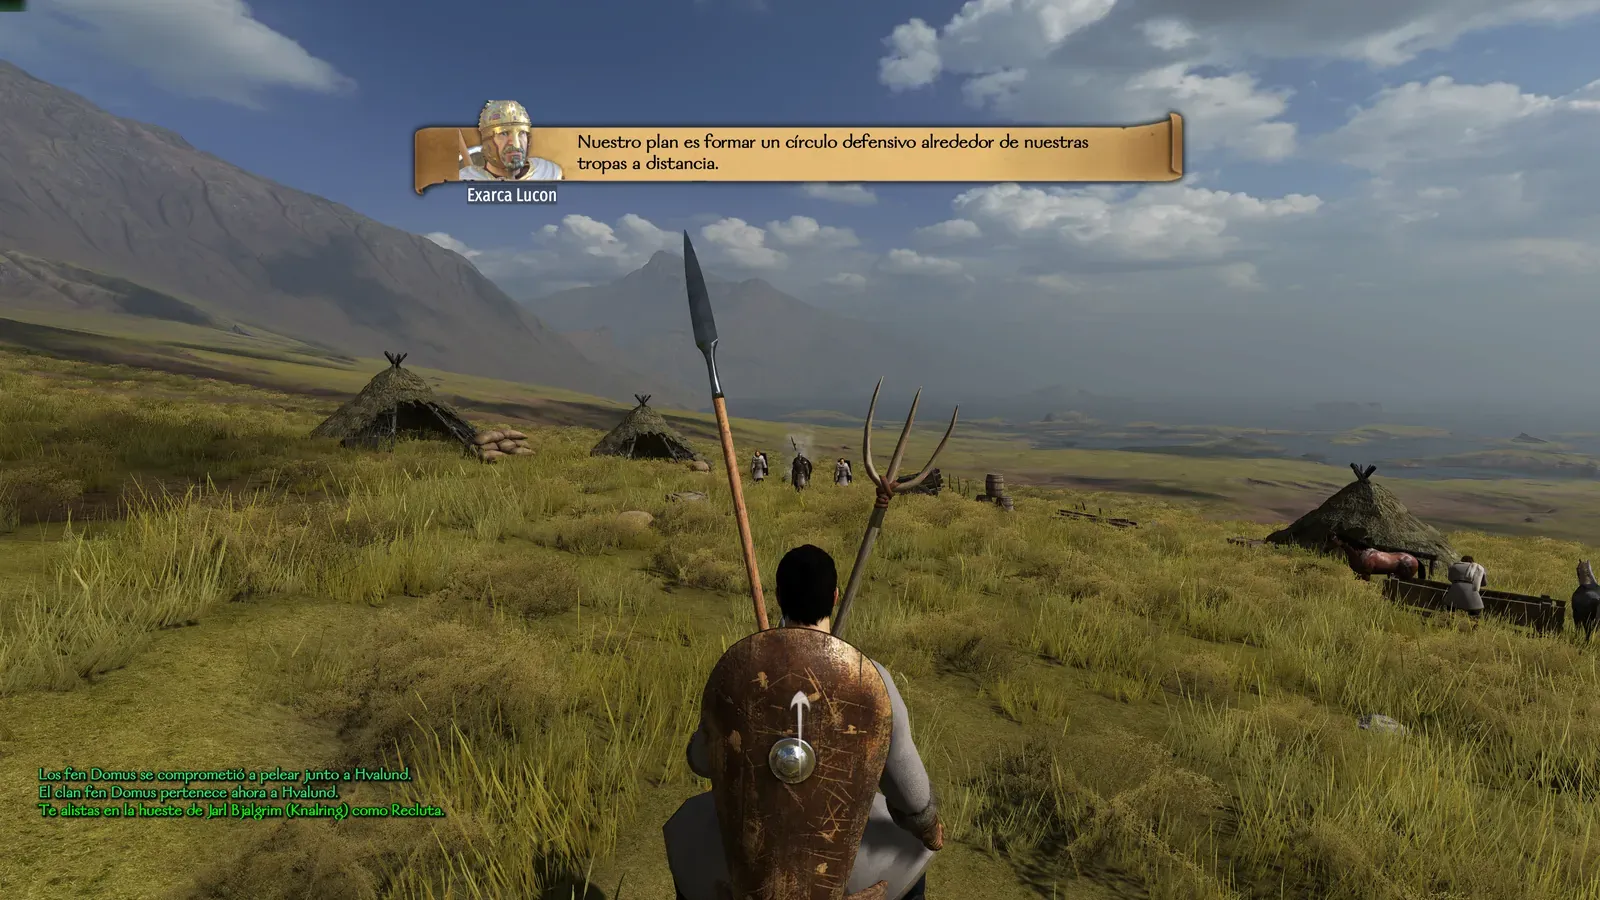 Nuestro plan es formar un círculo defensivo alrededor de nuestras
tropas a distancia.
Exarca Lucon
Los fen Domus se comprometió a pelear junto a Hvalund.
El clan fen Domus pertenece ahora a Hvalund.
Te alistas en la hueste de Jarl Bjalgrim (Knalring) como Recluta.